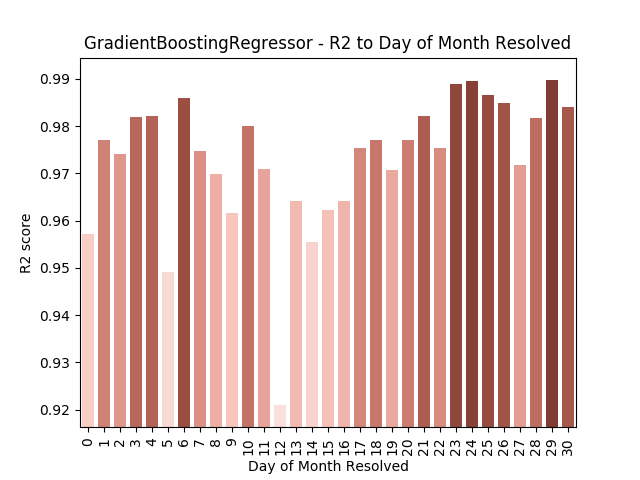 GradientBoostingRegressor - R2 to Day of Month Resolved
0.99
0.98
0.97
0.96
0.95
0.94
0.93
0.92
R2 score
0 1 2 3 4 5 6 7 8 9 10 11 12 13 14 15 16 17 18 19 20 21 22 23 24 25 26 27 28 29 30
Day of Month Resolved